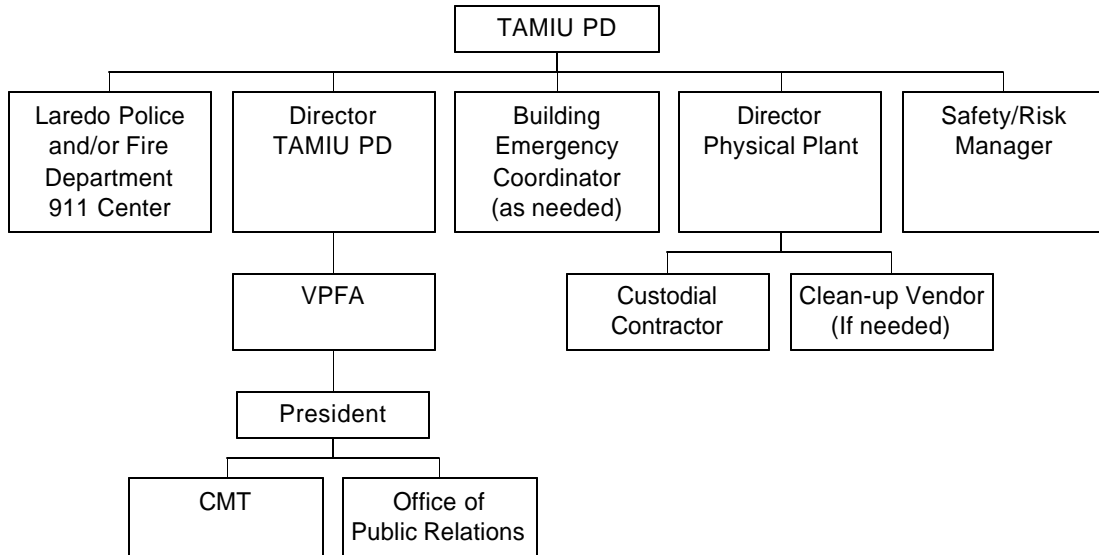 TAMIU PD
Laredo Police
and/or Fire
Department
911 Center
Director
TAMIU PD
Building
Emergency
Coordinator
(as needed)
Director
Physical Plant
Safety/Risk
Manager
VPFA
Custodial
Contractor
Clean-up Vendor
(If needed)
President
CMT
Office of
Public Relations